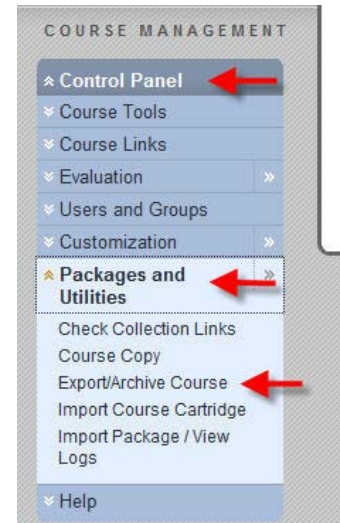 COURSE MANAGEMENT
Control Panel
Course Tools
Course Links
Evaluation
Users and Groups
Customization
Packages and
Utilities
Check Collection Links
Course Copy
Export/Archive Course
Import Course Cartridge
Import Package / View
Logs
Help